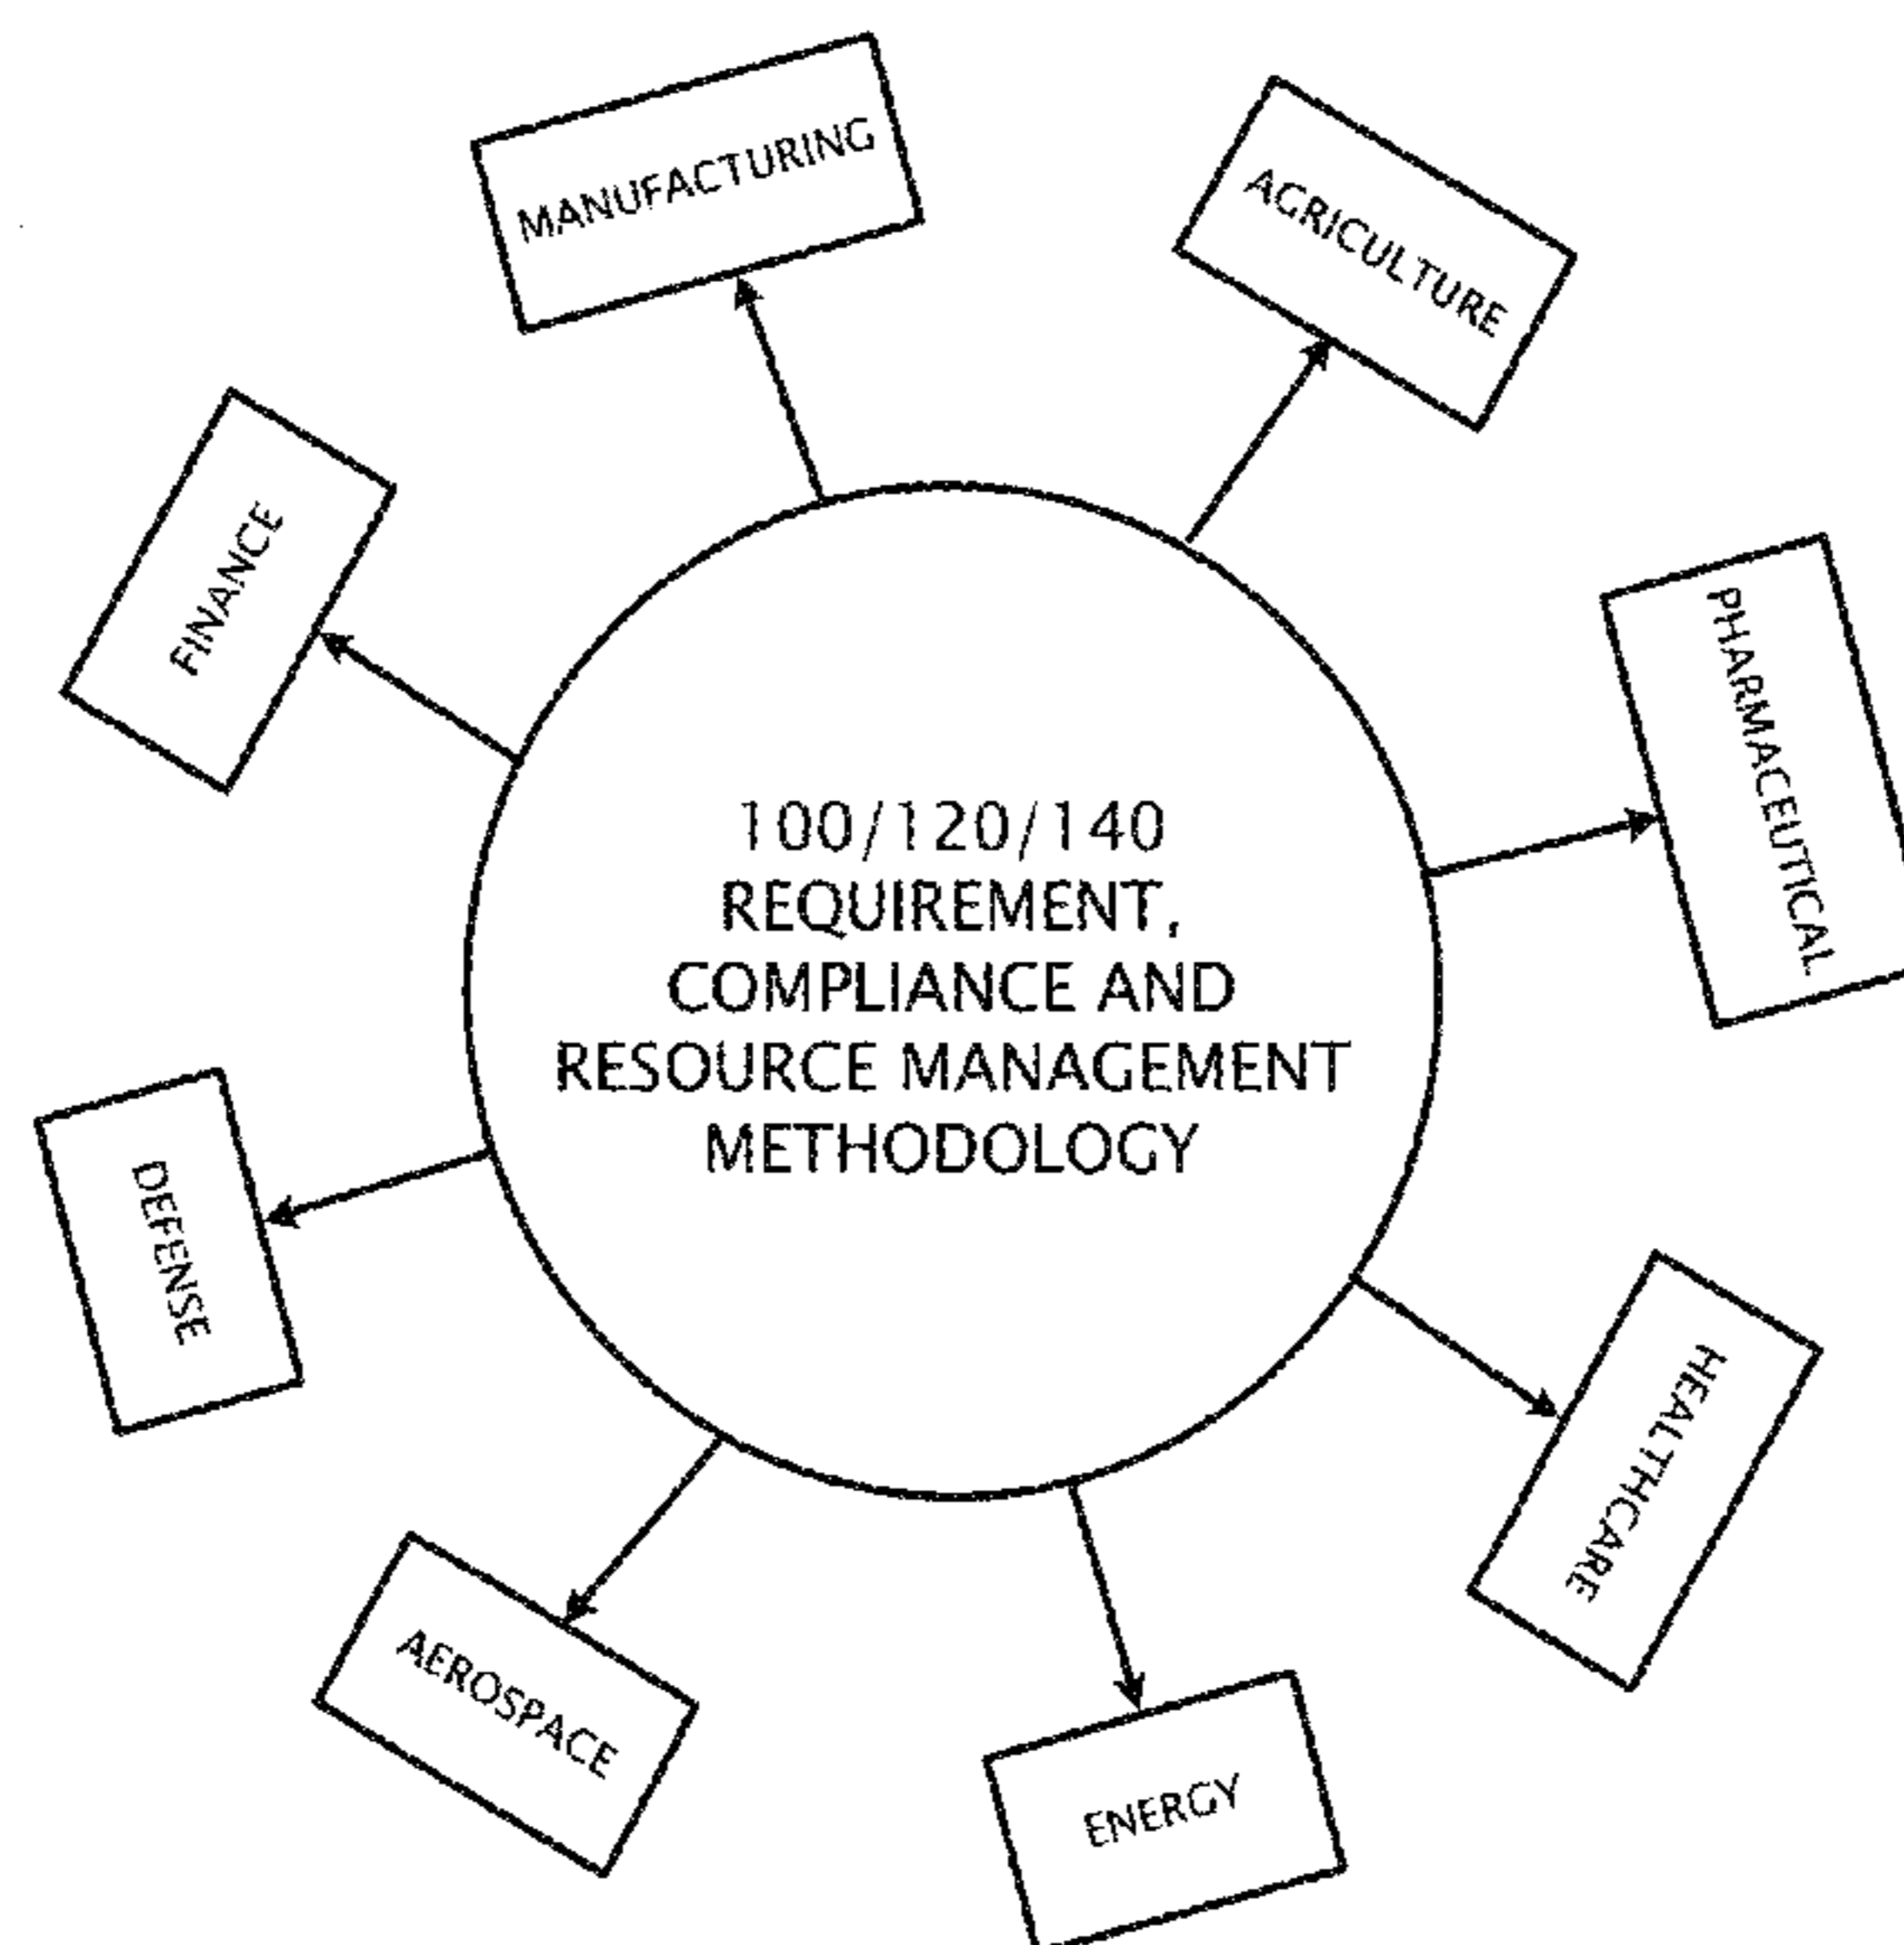 MANUFACTURING
AGRICULTURE
FINANCE
PHARMACEUTICAL
100/120/140
REQUIREMENT,
COMPLIANCE AND
RESOURCE MANAGEMENT
METHODOLOGY
DEFENSE
HEALTHCARE
AEROSPACE
ENERGY